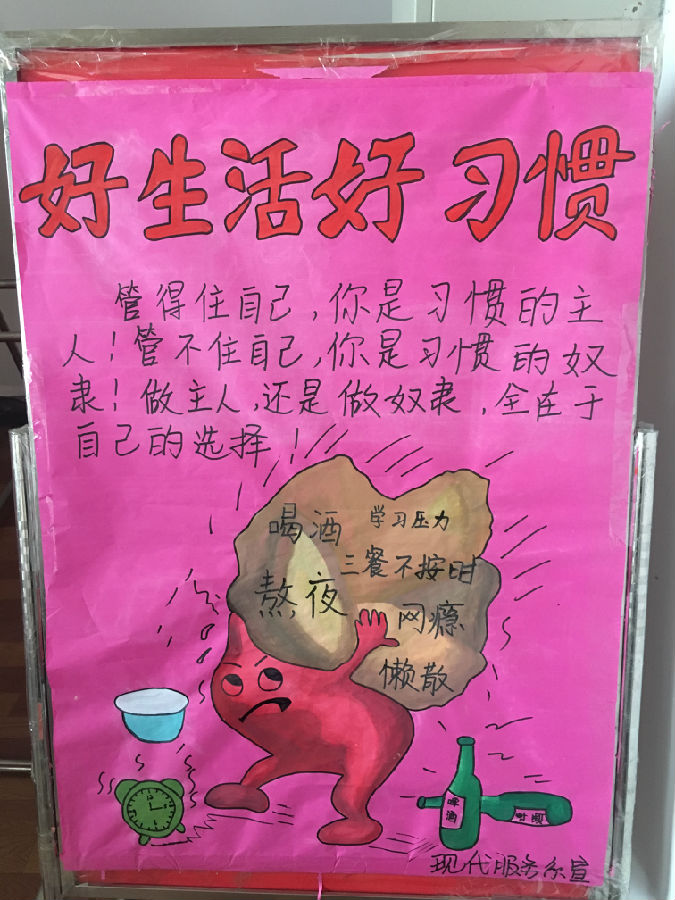 好生活好习惯
管得住自己,你是习惯的主
人!管不住自己,你是习惯的奴
隶!做主人,还是做奴隶,全在于
自己的选择!
喝酒
学习压力
三餐不按时
熬夜
网瘾
懒散
啤酒
现代服务系宣